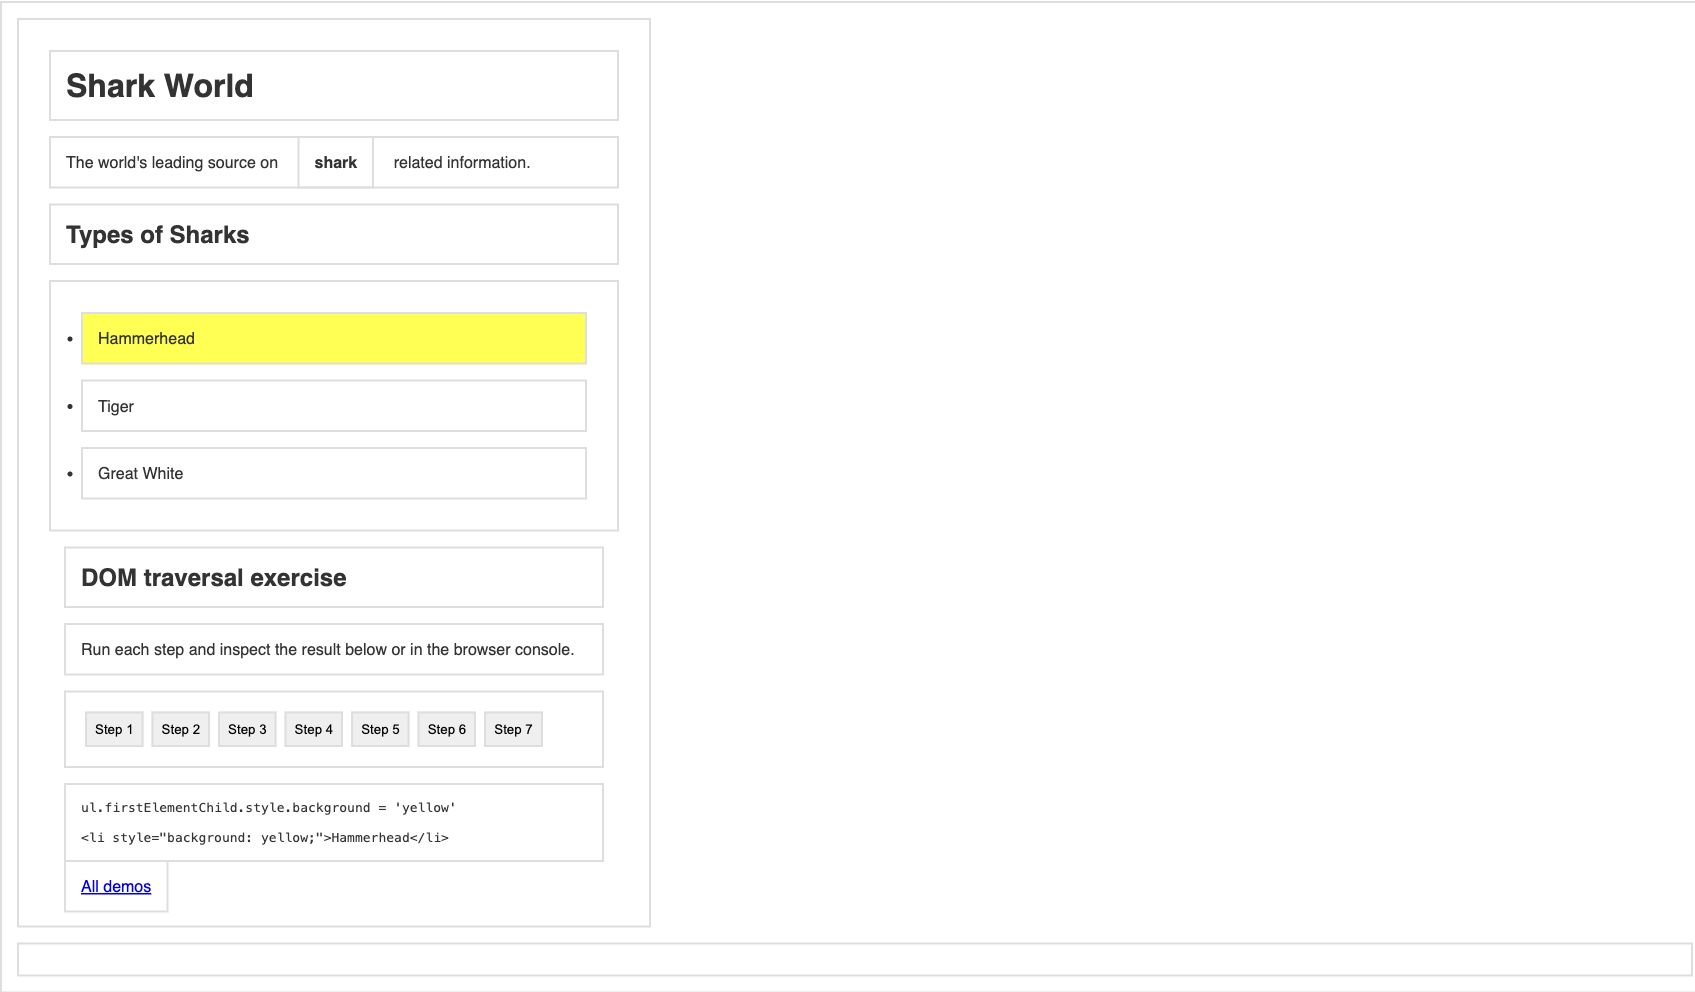 Shark World
The world's leading source on shark related information.
Types of Sharks
Hammerhead
Tiger
Great White
DOM traversal exercise
Run each step and inspect the result below or in the browser console.
Step 1 Step 2 Step 3 Step 4 Step 5 Step 6 Step 7
ul.firstElementChild.style.background = 'yellow'
<li style="background: yellow;">Hammerhead</li>
All demos